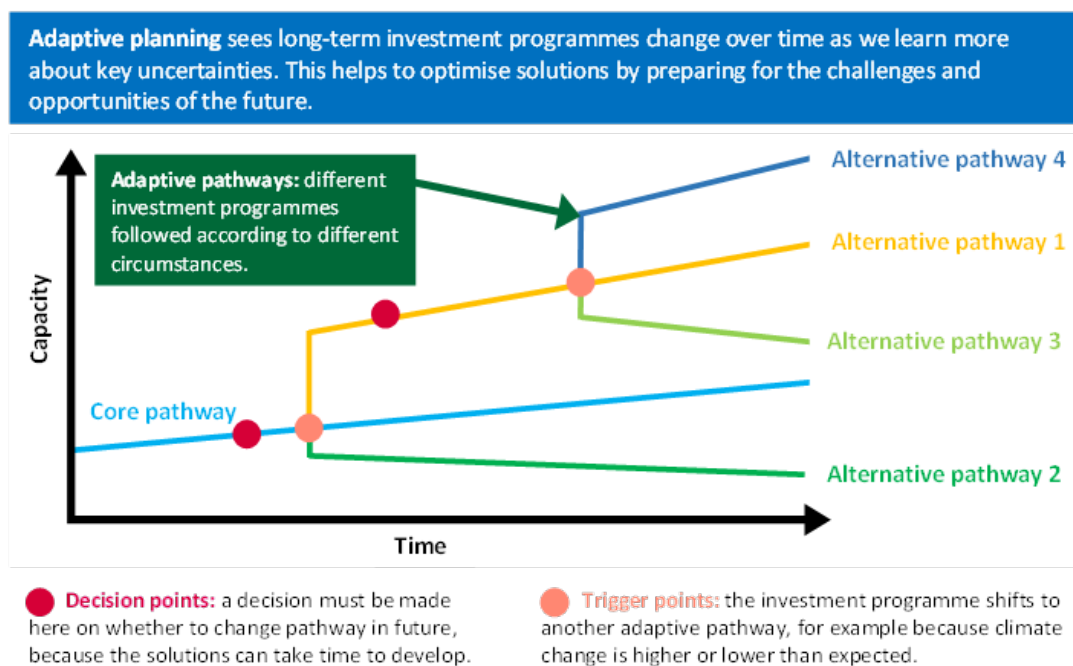 Adaptive planning sees long-term investment programmes change over time as we learn more
about key uncertainties. This helps to optimise solutions by preparing for the challenges and
opportunities of the future.
Adaptive pathways: different
investment programmes
followed according to different
circumstances.
Alternative pathway 4
Alternative pathway 1
Capacity
Alternative pathway 3
Core pathway
Alternative pathway 2
Time
Decision points: a decision must be made
here on whether to change pathway in future,
because the solutions can take time to develop.
Trigger points: the investment programme shifts to
another adaptive pathway, for example because climate
change is higher or lower than expected.